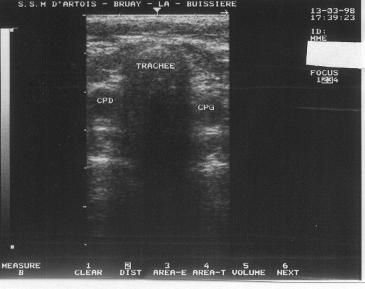 S.S.M D'ARTOIS - BRUAY - LA - BUISSIERE
13-03-98
17:39:23
ID:
MME
TRACHEE
FOCUS
CPD
CPG
MEASURE 1 2 3 4 5 6
B CLEAR DIST AREA-E AREA-T VOLUME NEXT